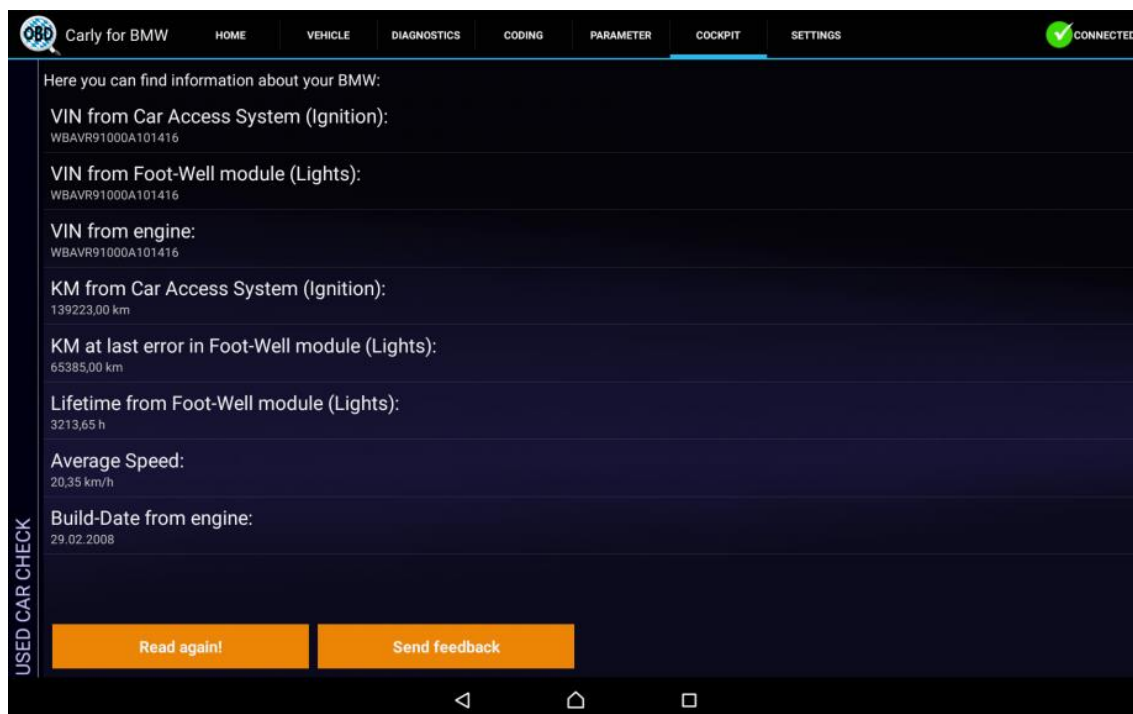 OBD Carly for BMW HOME VEHICLE DIAGNOSTICS CODING PARAMETER COCKPIT SETTINGS CONNECTED
Here you can find information about your BMW:
VIN from Car Access System (Ignition):
WBAVR91000A101416
VIN from Foot-Well module (Lights):
WBAVR91000A101416
VIN from engine:
WBAVR91000A101416
KM from Car Access System (Ignition):
139223,00 km
KM at last error in Foot-Well module (Lights):
65385,00 km
Lifetime from Foot-Well module (Lights):
3213,65 h
Average Speed:
20,35 km/h
Build-Date from engine:
29.02.2008
USED CAR CHECK
Read again! Send feedback